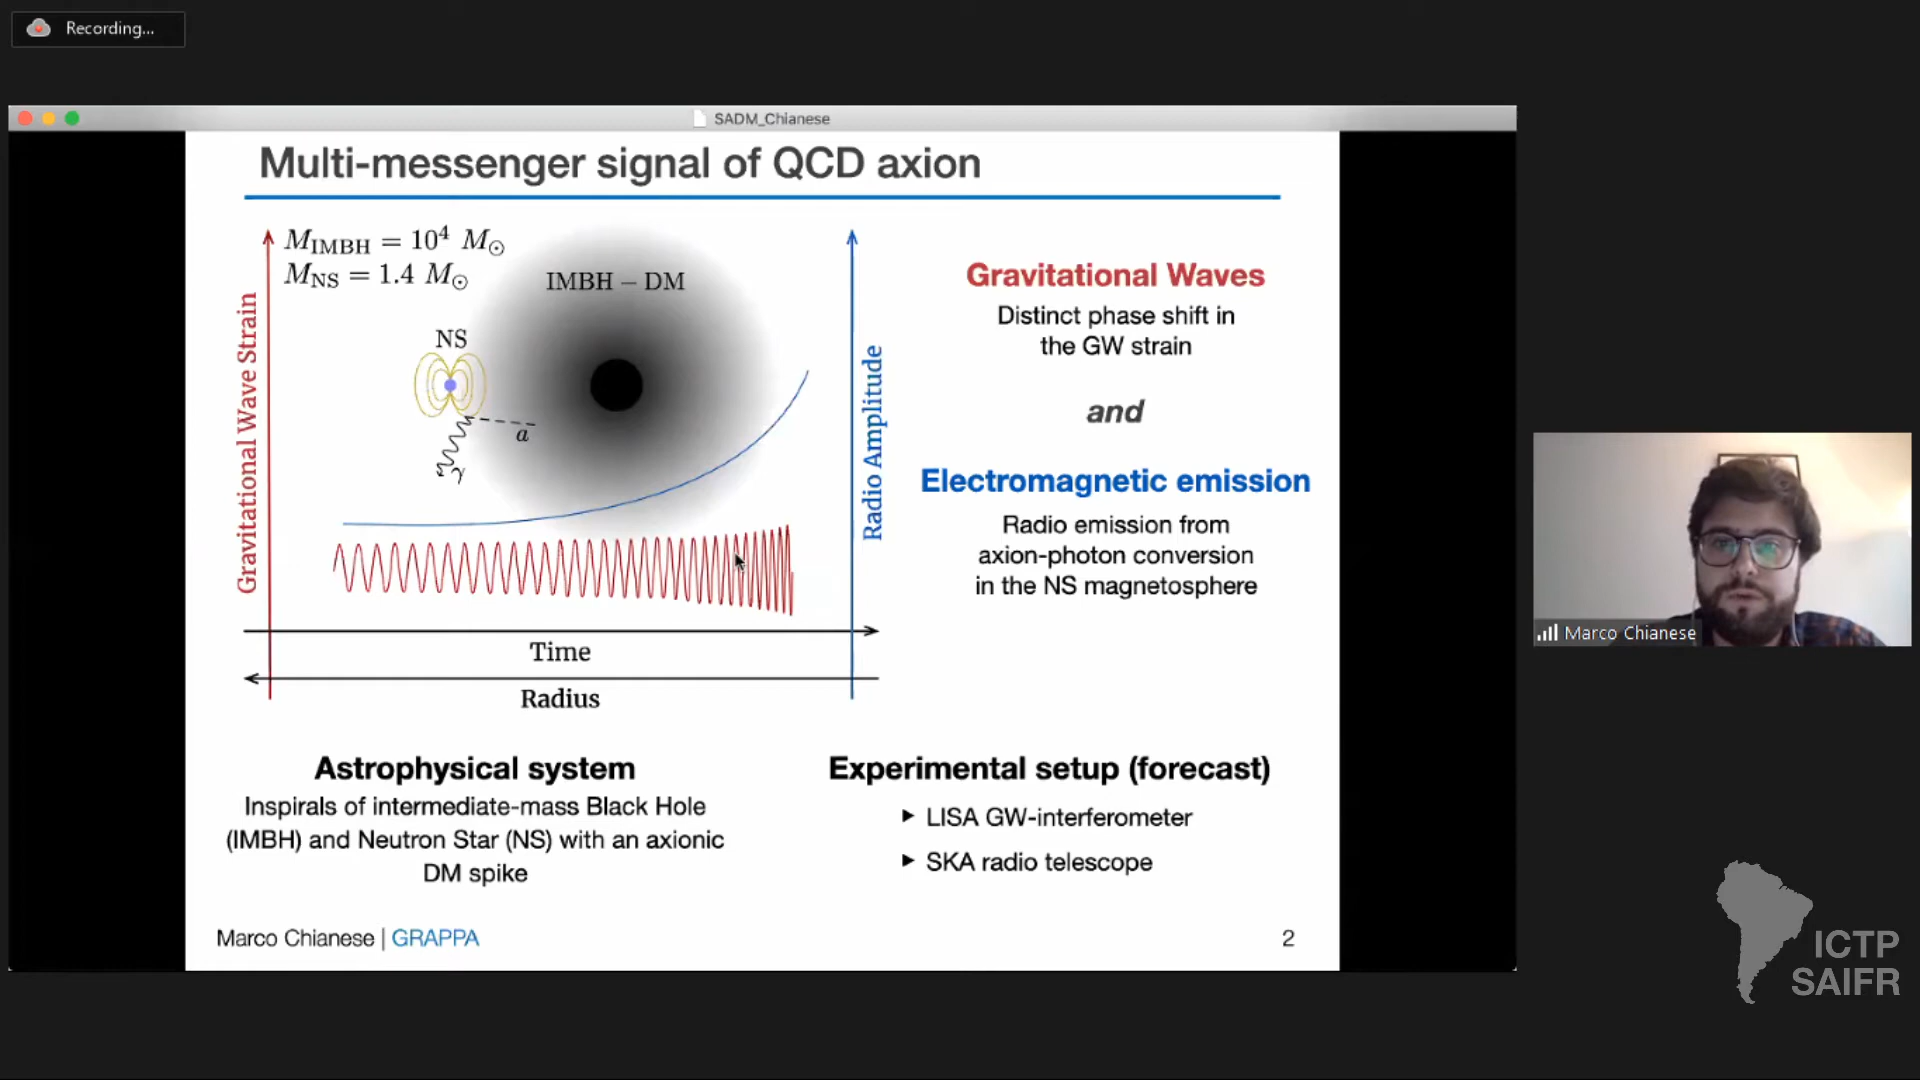 Recording...
SADM_Chianese
Multi-messenger signal of QCD axion
M_IMBH = 10^4 M_⊙
M_NS = 1.4 M_⊙
IMBH – DM
NS
a
γ
Gravitational Wave Strain
Radio Amplitude
Time
Radius
Gravitational Waves
Distinct phase shift in
the GW strain
and
Electromagnetic emission
Radio emission from
axion-photon conversion
in the NS magnetosphere
Astrophysical system
Inspirals of intermediate-mass Black Hole
(IMBH) and Neutron Star (NS) with an axionic
DM spike
Experimental setup (forecast)
▸ LISA GW-interferometer
▸ SKA radio telescope
Marco Chianese | GRAPPA
2
Marco Chianese
ICTP
SAIFR